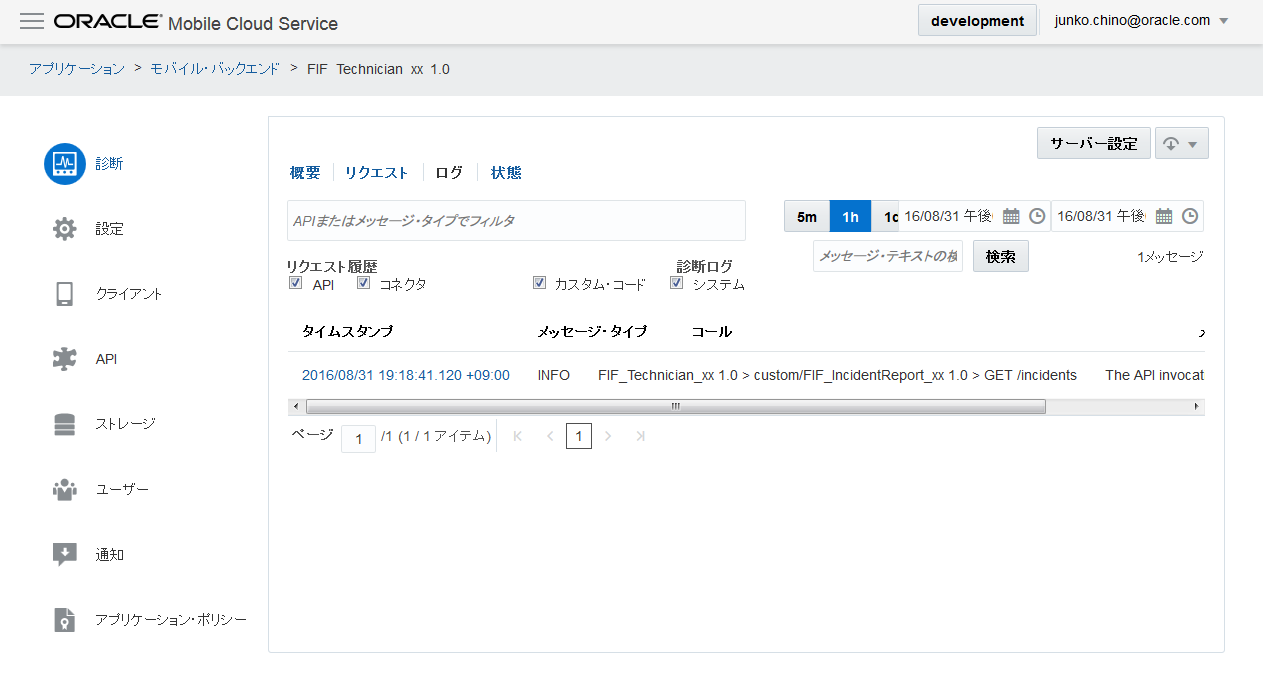 ORACLE® Mobile Cloud Service
development
junko.chino@oracle.com
アプリケーション > モバイル・バックエンド > FIF Technician xx 1.0
診断
設定
クライアント
API
ストレージ
ユーザー
通知
アプリケーション・ポリシー
サーバー設定
概要 リクエスト ログ 状態
APIまたはメッセージ・タイプでフィルタ
5m 1h 16/08/31 午後 16/08/31 午後
メッセージ・テキストの 検索 1メッセージ
リクエスト履歴 診断ログ
API コネクタ カスタム・コード システム
タイムスタンプ メッセージ・タイプ コール
2016/08/31 19:18:41.120 +09:00 INFO FIF_Technician_xx 1.0 > custom/FIF_IncidentReport_xx 1.0 > GET /incidents The API invocat
ページ 1 /1 (1 / 1 アイテム) 1